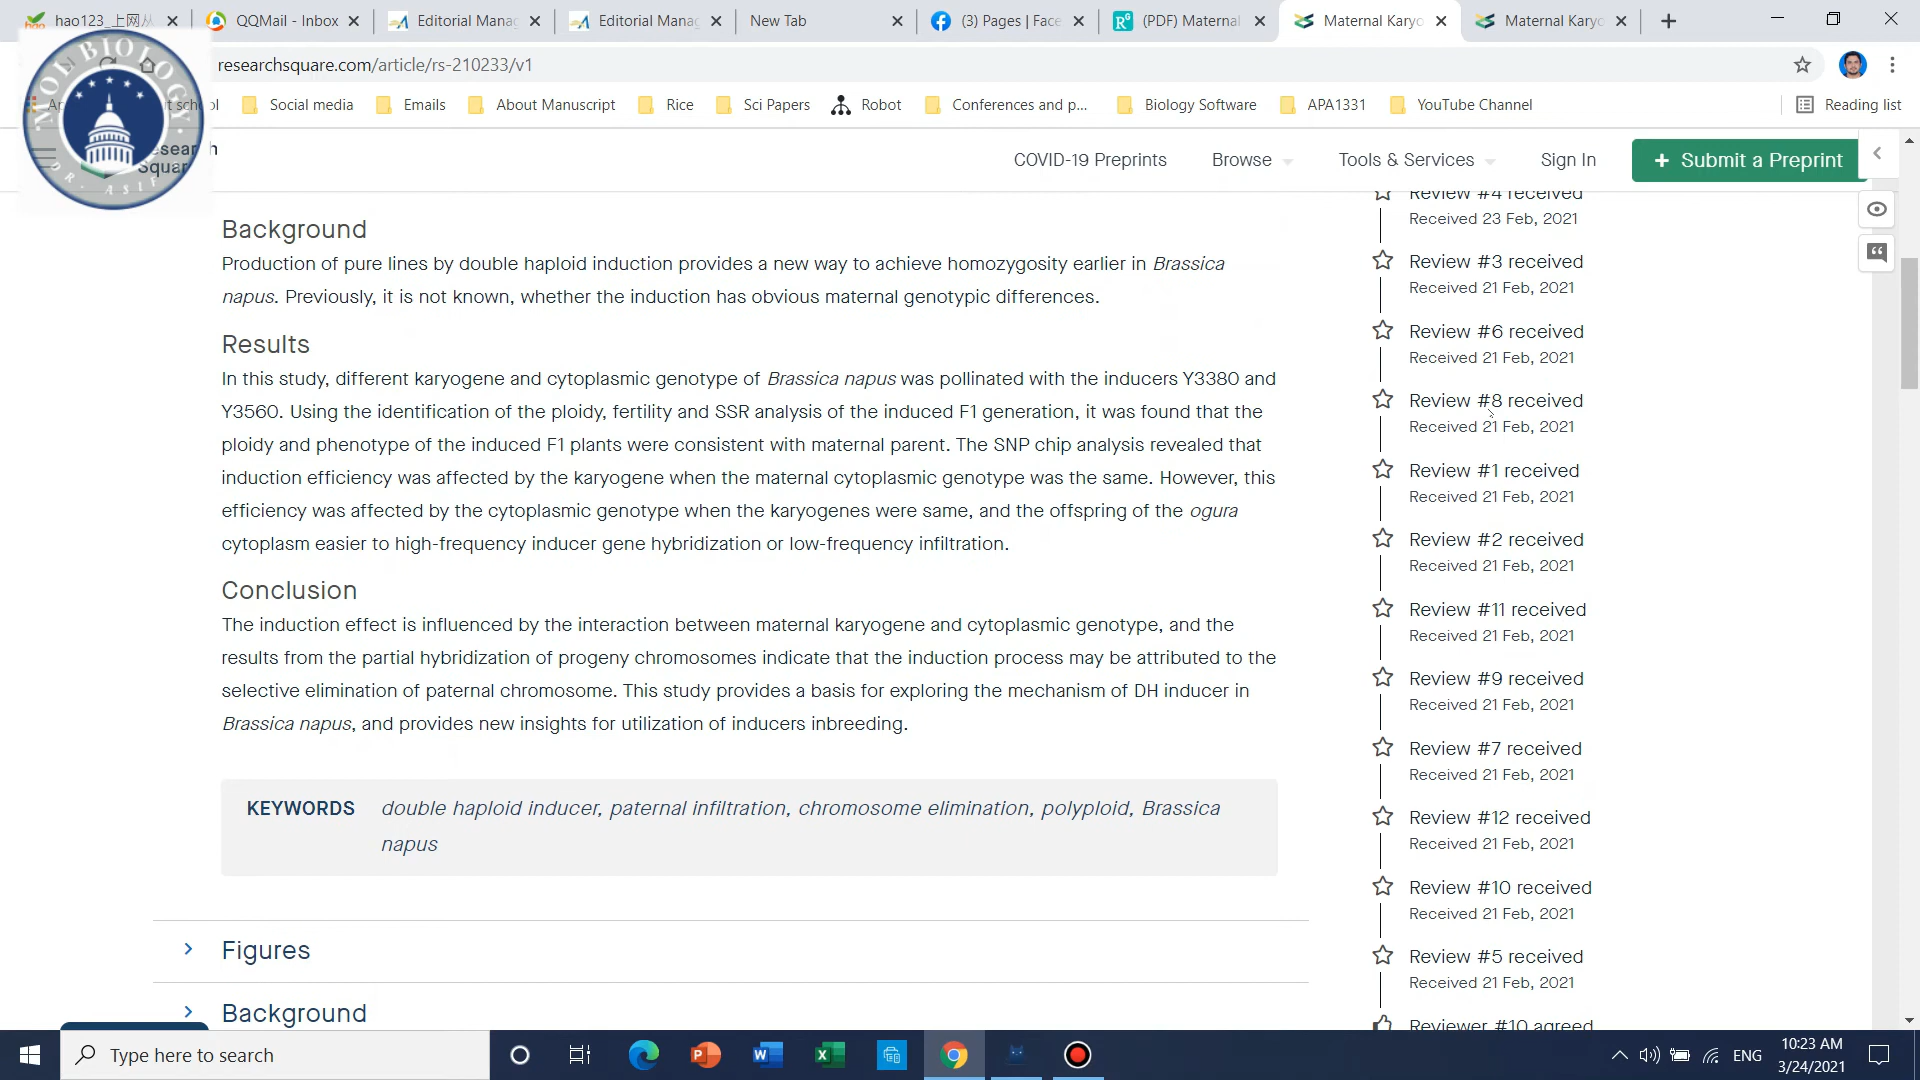 hao123_上网从
QQMail - Inbox
Editorial Manag
Editorial Manag
New Tab
(3) Pages | Face
(PDF) Maternal
Maternal Karyo
Maternal Karyo
researchsquare.com/article/rs-210233/v1
Social media
Emails
About Manuscript
Rice
Sci Papers
Robot
Conferences and p...
Biology Software
APA1331
YouTube Channel
Reading list
MOL BIOLOGY
DR. ASIF
COVID-19 Preprints
Browse
Tools & Services
Sign In
+ Submit a Preprint
Background
Production of pure lines by double haploid induction provides a new way to achieve homozygosity earlier in Brassica
napus. Previously, it is not known, whether the induction has obvious maternal genotypic differences.
Results
In this study, different karyogene and cytoplasmic genotype of Brassica napus was pollinated with the inducers Y3380 and
Y3560. Using the identification of the ploidy, fertility and SSR analysis of the induced F1 generation, it was found that the
ploidy and phenotype of the induced F1 plants were consistent with maternal parent. The SNP chip analysis revealed that
induction efficiency was affected by the karyogene when the maternal cytoplasmic genotype was the same. However, this
efficiency was affected by the cytoplasmic genotype when the karyogenes were same, and the offspring of the ogura
cytoplasm easier to high-frequency inducer gene hybridization or low-frequency infiltration.
Conclusion
The induction effect is influenced by the interaction between maternal karyogene and cytoplasmic genotype, and the
results from the partial hybridization of progeny chromosomes indicate that the induction process may be attributed to the
selective elimination of paternal chromosome. This study provides a basis for exploring the mechanism of DH inducer in
Brassica napus, and provides new insights for utilization of inducers inbreeding.
KEYWORDS double haploid inducer, paternal infiltration, chromosome elimination, polyploid, Brassica
napus
Figures
Background
Review #4 received
Received 23 Feb, 2021
Review #3 received
Received 21 Feb, 2021
Review #6 received
Received 21 Feb, 2021
Review #8 received
Received 21 Feb, 2021
Review #1 received
Received 21 Feb, 2021
Review #2 received
Received 21 Feb, 2021
Review #11 received
Received 21 Feb, 2021
Review #9 received
Received 21 Feb, 2021
Review #7 received
Received 21 Feb, 2021
Review #12 received
Received 21 Feb, 2021
Review #10 received
Received 21 Feb, 2021
Review #5 received
Received 21 Feb, 2021
Reviewer #10 agreed
Type here to search
ENG
10:23 AM
3/24/2021